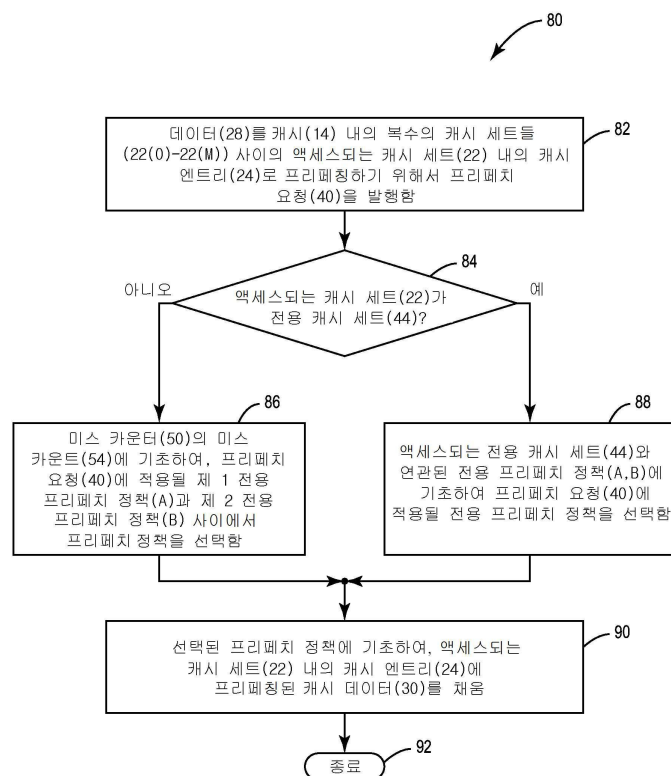 80
데이터(28)를 캐시(14) 내의 복수의 캐시 세트들
(22(0)-22(M)) 사이의 액세스되는 캐시 세트(22) 내의 캐시
엔트리(24)로 프리페칭하기 위해서 프리페치
요청(40)을 발행함
82
84
액세스되는 캐시 세트(22)가
전용 캐시 세트(44)?
아니오
예
86
미스 카운터(50)의 미스
카운트(54)에 기초하여, 프리페치
요청(40)에 적용될 제 1 전용
프리페치 정책(A)과 제 2 전용
프리페치 정책(B) 사이에서
프리페치 정책을 선택함
88
액세스되는 전용 캐시 세트(44)와
연관된 전용 프리페치 정책(A,B)에
기초하여 프리페치 요청(40)에
적용될 전용 프리페치 정책을 선택함
90
선택된 프리페치 정책에 기초하여, 액세스되는
캐시 세트(22) 내의 캐시 엔트리(24)에
프리페칭된 캐시 데이터(30)를 채움
92
종료